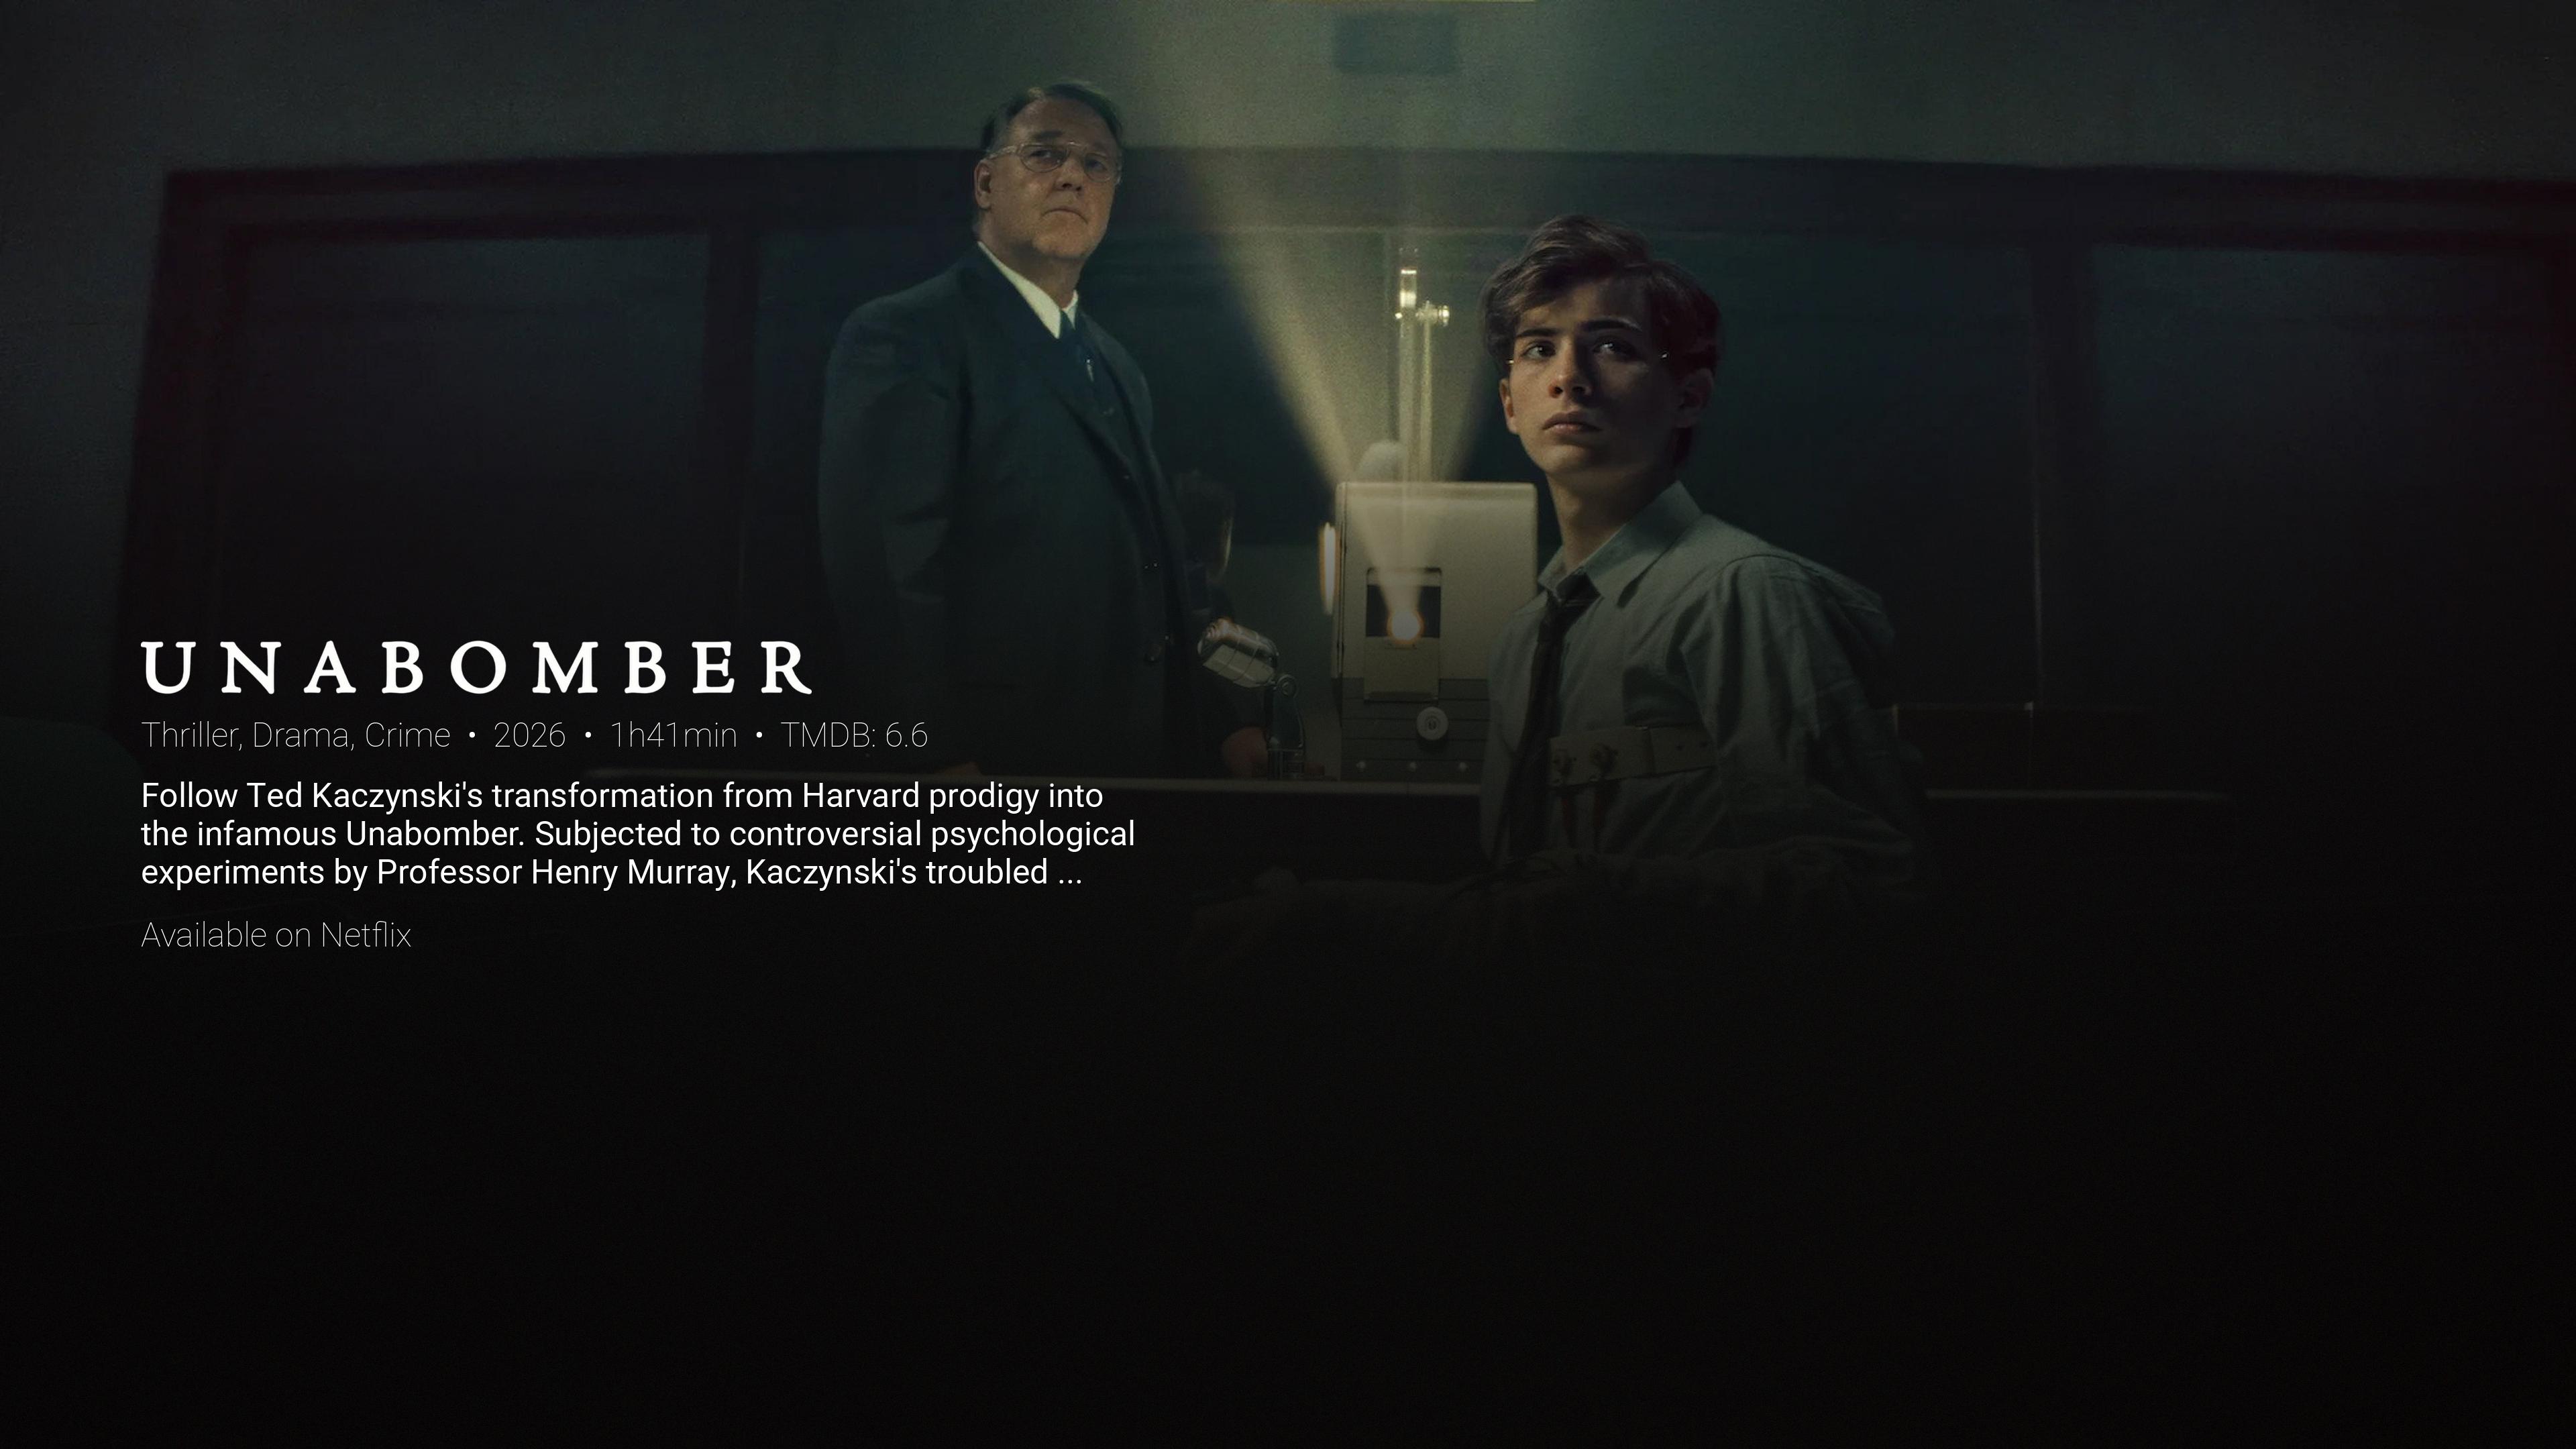 UNABOMBER
Thriller, Drama, Crime • 2026 • 1h41min • TMDB: 6.6
Follow Ted Kaczynski's transformation from Harvard prodigy into
the infamous Unabomber. Subjected to controversial psychological
experiments by Professor Henry Murray, Kaczynski's troubled ...
Available on Netflix